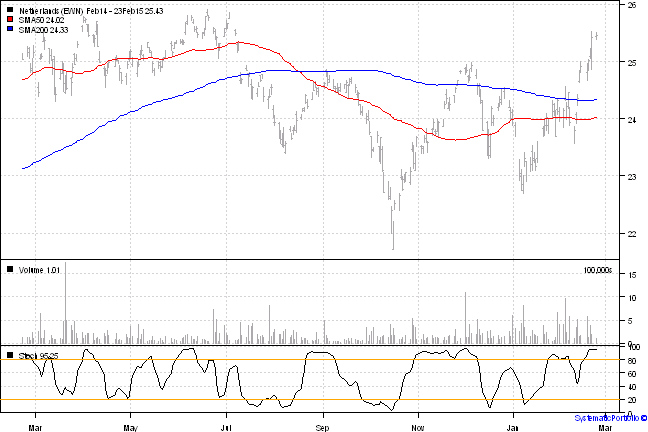 Netherlands (EWN) Feb14 - 23Feb15 25.43
SMA50 24.02
SMA200 24.33
26
25
24
23
22
Volume 1.01
100,000s
15
10
5
0
Stoch 95.25
100
80
60
40
20
0
Mar May Jul Sep Nov Jan Mar
SystematicPortfolio ©